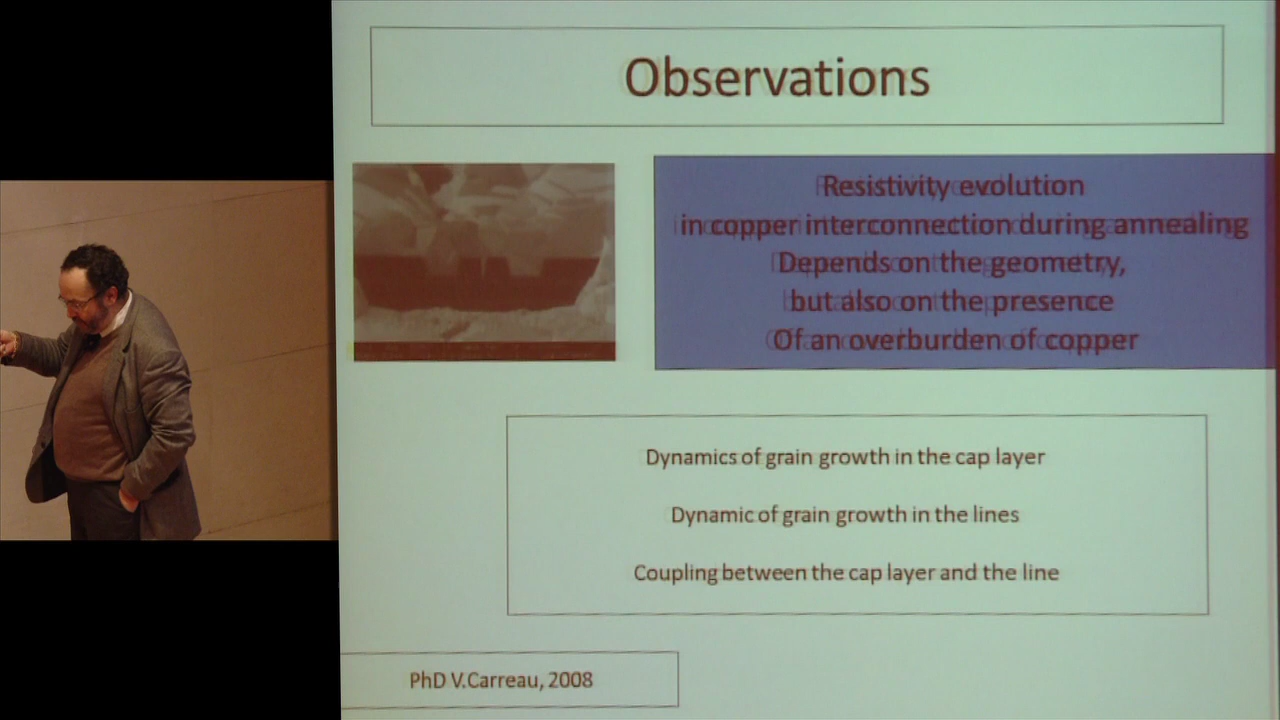 Observations
Resistivity evolution
in copper interconnection during annealing
Depends on the geometry,
but also on the presence
Of an overburden of copper
Dynamics of grain growth in the cap layer
Dynamic of grain growth in the lines
Coupling between the cap layer and the line
PhD V.Carreau, 2008